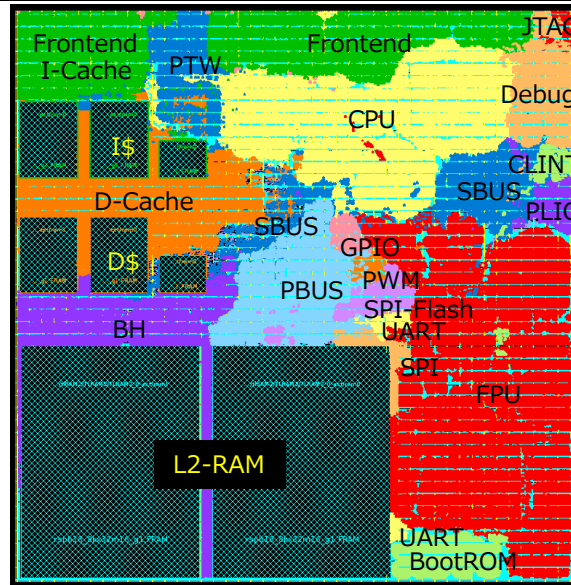 JTAG
Frontend
I-Cache
Frontend
PTW
Debug
CPU
I$
CLINT
SBUS
PLIC
D-Cache
SBUS
GPIO
D$
PWM
PBUS
SPI-Flash
BH
UART
SPI
FPU
L2-RAM
UART
BootROM